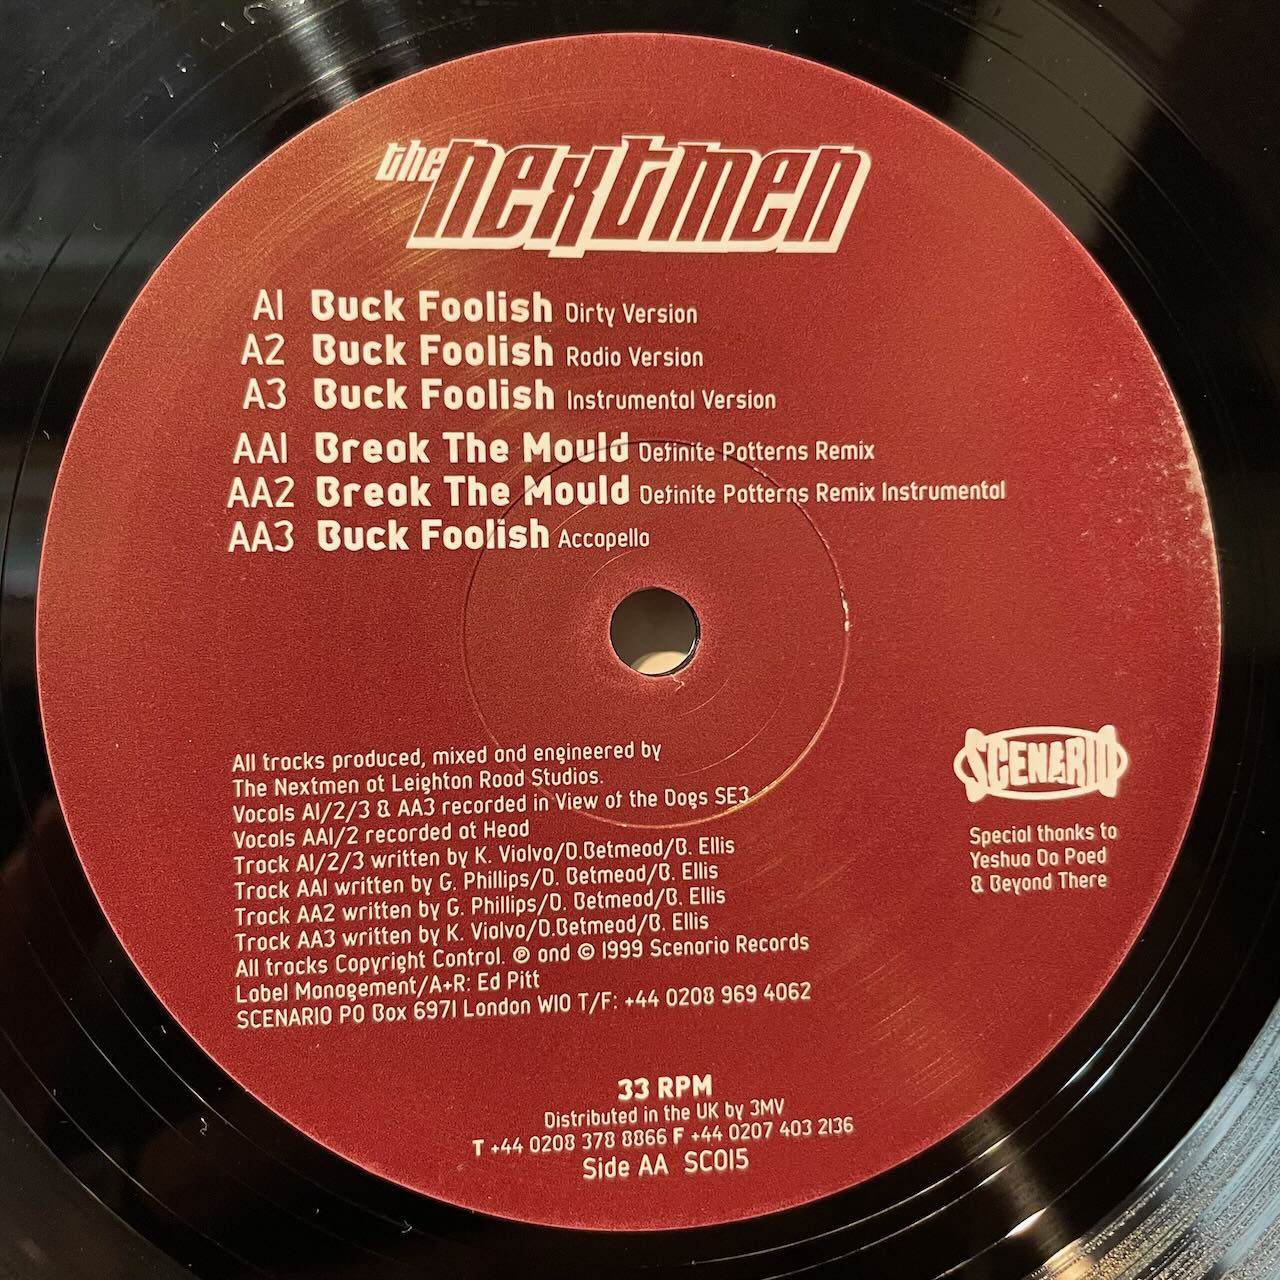 the nextmen
A1 Buck Foolish Dirty Version
A2 Buck Foolish Radio Version
A3 Buck Foolish Instrumental Version
AA1 Break The Mould Definite Patterns Remix
AA2 Break The Mould Definite Patterns Remix Instrumental
AA3 Buck Foolish Accapella
All tracks produced, mixed and engineered by
The Nextmen at Leighton Road Studios.
Vocals A1/2/3 & AA3 recorded in View of the Dogs SE3
Vocals AA1/2 recorded at Head
Track A1/2/3 written by K. Vialva/D.Betmead/B. Ellis
Track AA1 written by G. Phillips/D. Betmead/B. Ellis
Track AA2 written by G. Phillips/D. Betmead/B. Ellis
Track AA3 written by K. Vialva/D.Betmead/B. Ellis
All tracks Copyright Control. ℗ and © 1999 Scenario Records
Label Management/A+R: Ed Pitt
SCENARIO PO Box 6971 London W10 T/F: +44 0208 969 4062
SCENARIO
Special thanks to
Yeshua Da Poed
& Beyond There
33 RPM
Distributed in the UK by 3MV
T +44 0208 378 8866 F +44 0207 403 2136
Side AA SC015